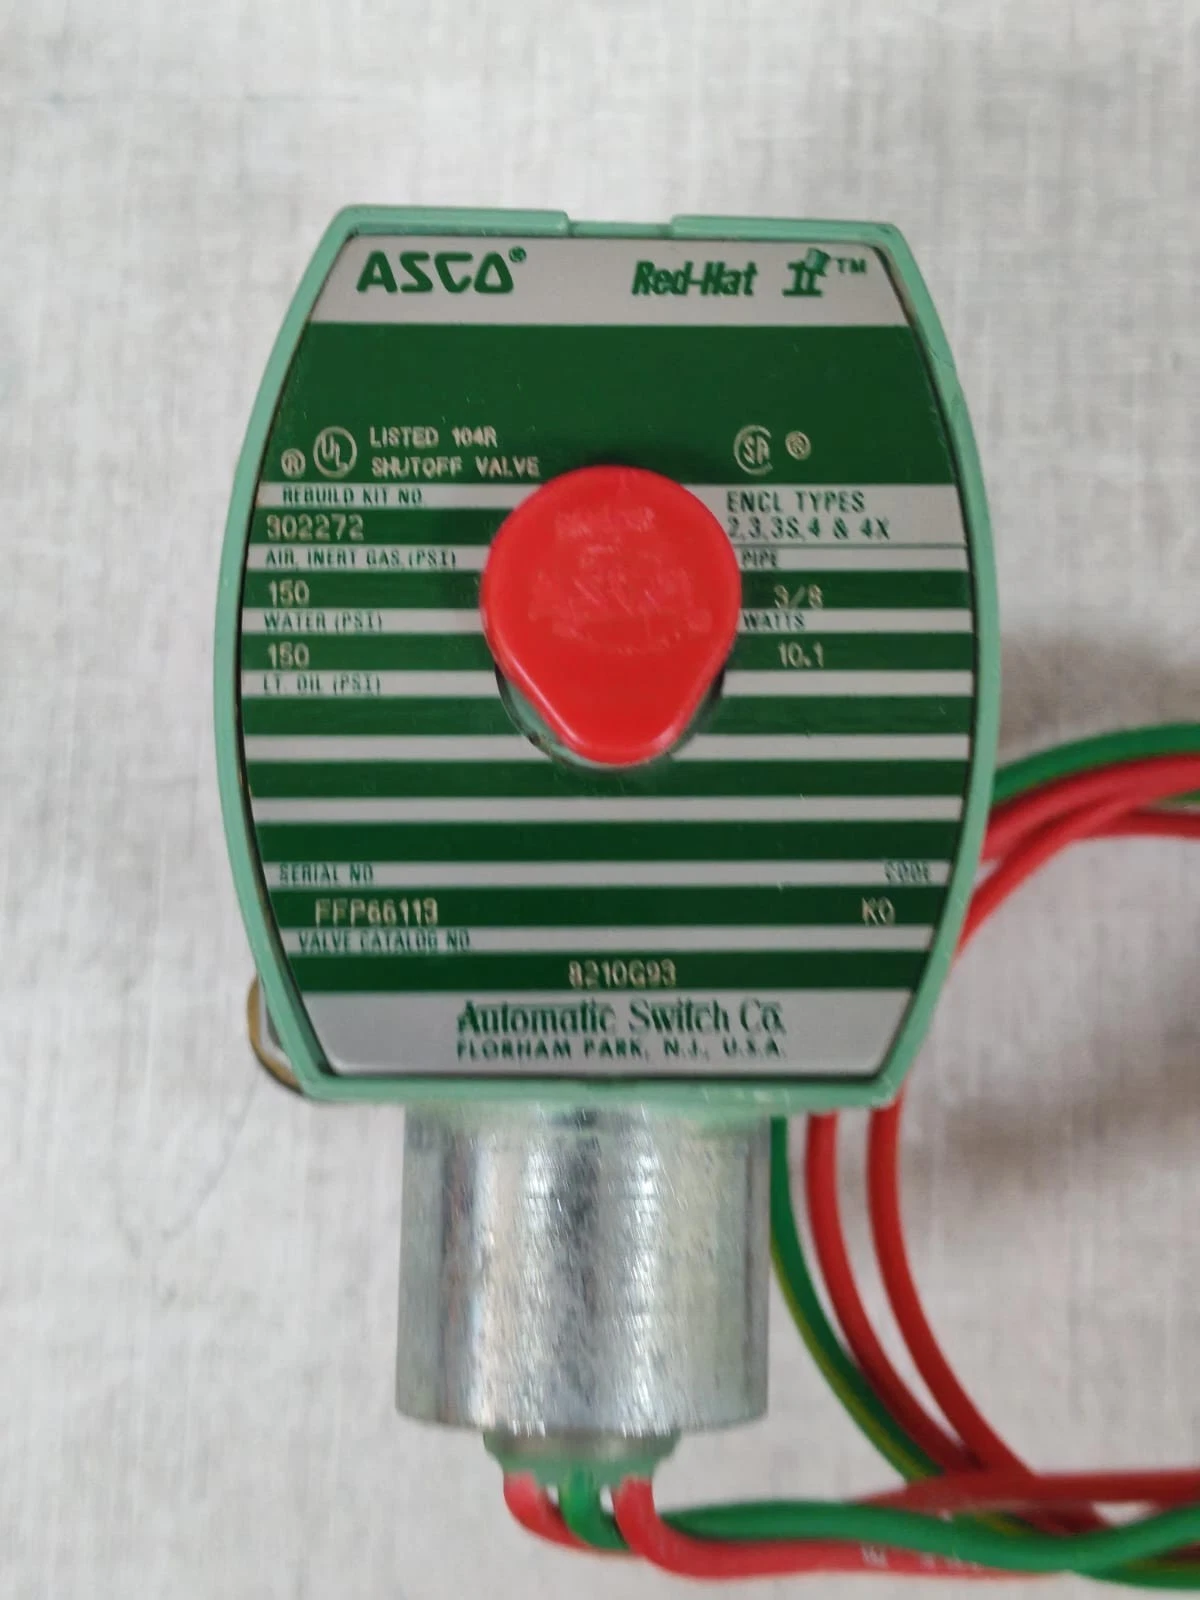 ASCO® Red-Hat II™
UL® LISTED 104R
SHUTOFF VALVE
SA ®
REBUILD KIT NO.
302272
AIR, INERT GAS,(PSI)
150
WATER (PSI)
150
LT. OIL (PSI)
ENCL TYPES
2,3,3S,4 & 4X
PIPE
3/8
WATTS
10.1
SERIAL NO CODE
FFP66113 KO
VALVE CATALOG NO
8210G93
Automatic Switch Co.
FLORHAM PARK, N.J., U.S.A.